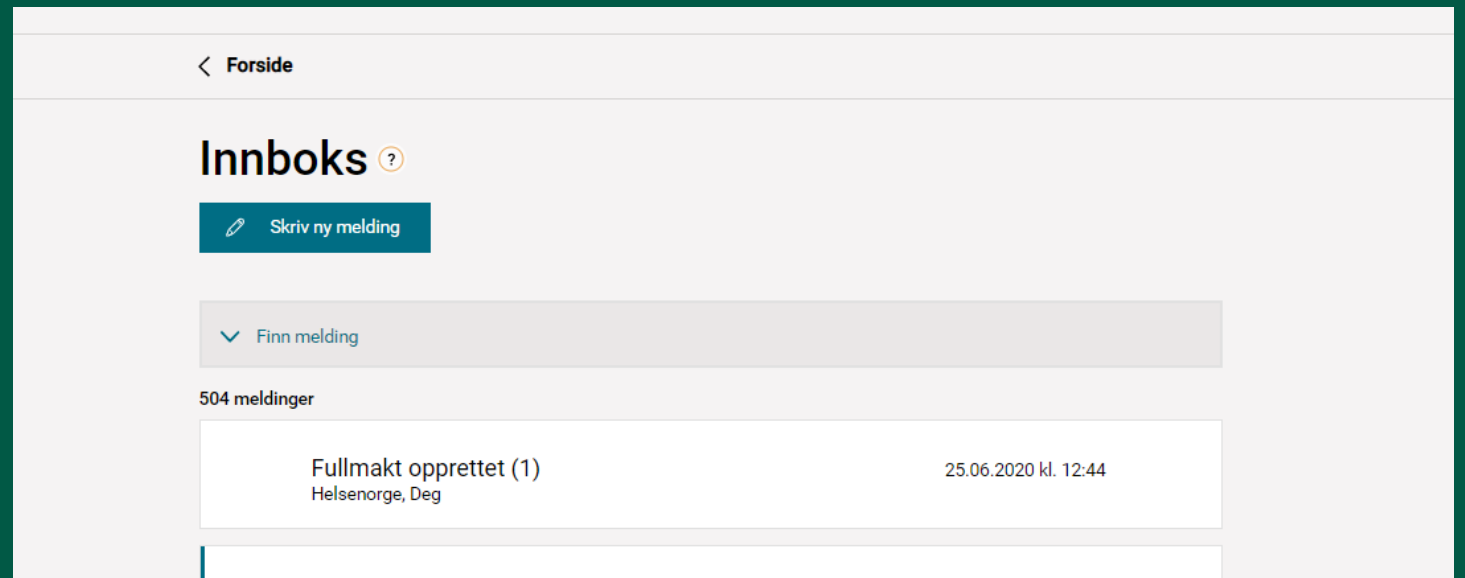 Forside
Innboks ?
Skriv ny melding
Finn melding
504 meldinger
Fullmakt opprettet (1)
25.06.2020 kl. 12:44
Helsenorge, Deg